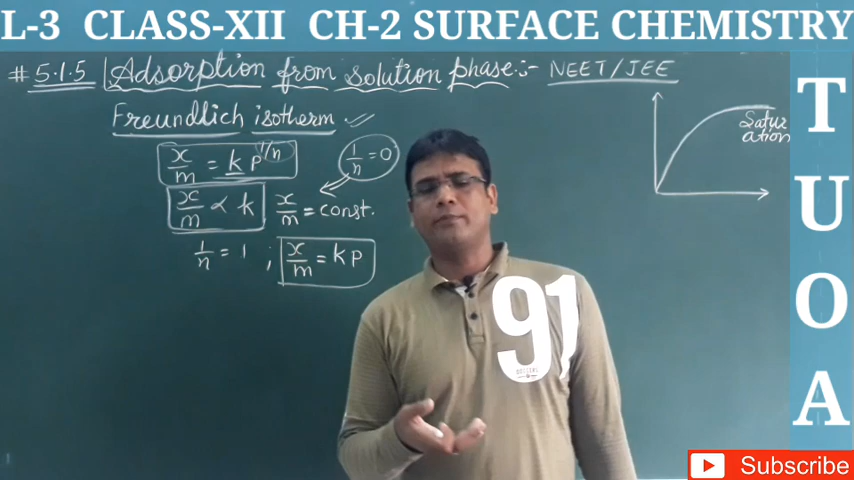 L-3 CLASS-XII CH-2 SURFACE CHEMISTRY
# 5.1.5 Adsorption from solution phase :- NEET/JEE
Freundlich isotherm ✓
x/m = k p^1/n
1/n = 0
x/m ∝ k
x/m = const.
1/n = 1 ; x/m = kp
Satur
ation
91
TUOA
Subscribe